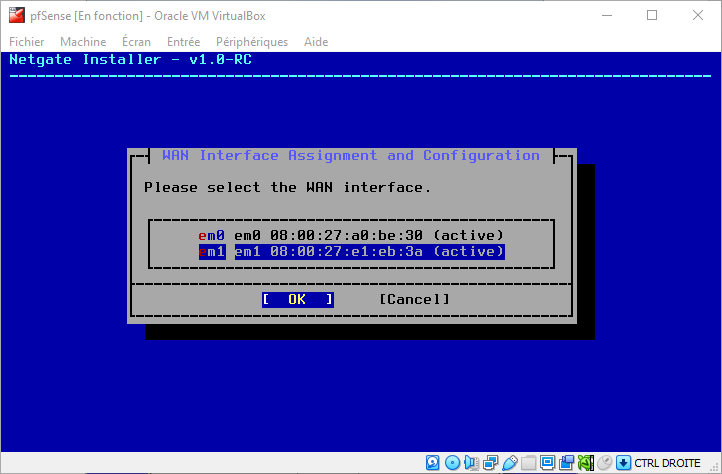 pfSense [En fonction] - Oracle VM VirtualBox
Fichier Machine Écran Entrée Périphériques Aide
Netgate Installer - v1.0-RC
WAN Interface Assignment and Configuration
Please select the WAN interface.
em0 em0 08:00:27:a0:be:30 (active)
em1 em1 08:00:27:e1:eb:3a (active)
[ OK ] [Cancel]
CTRL DROITE